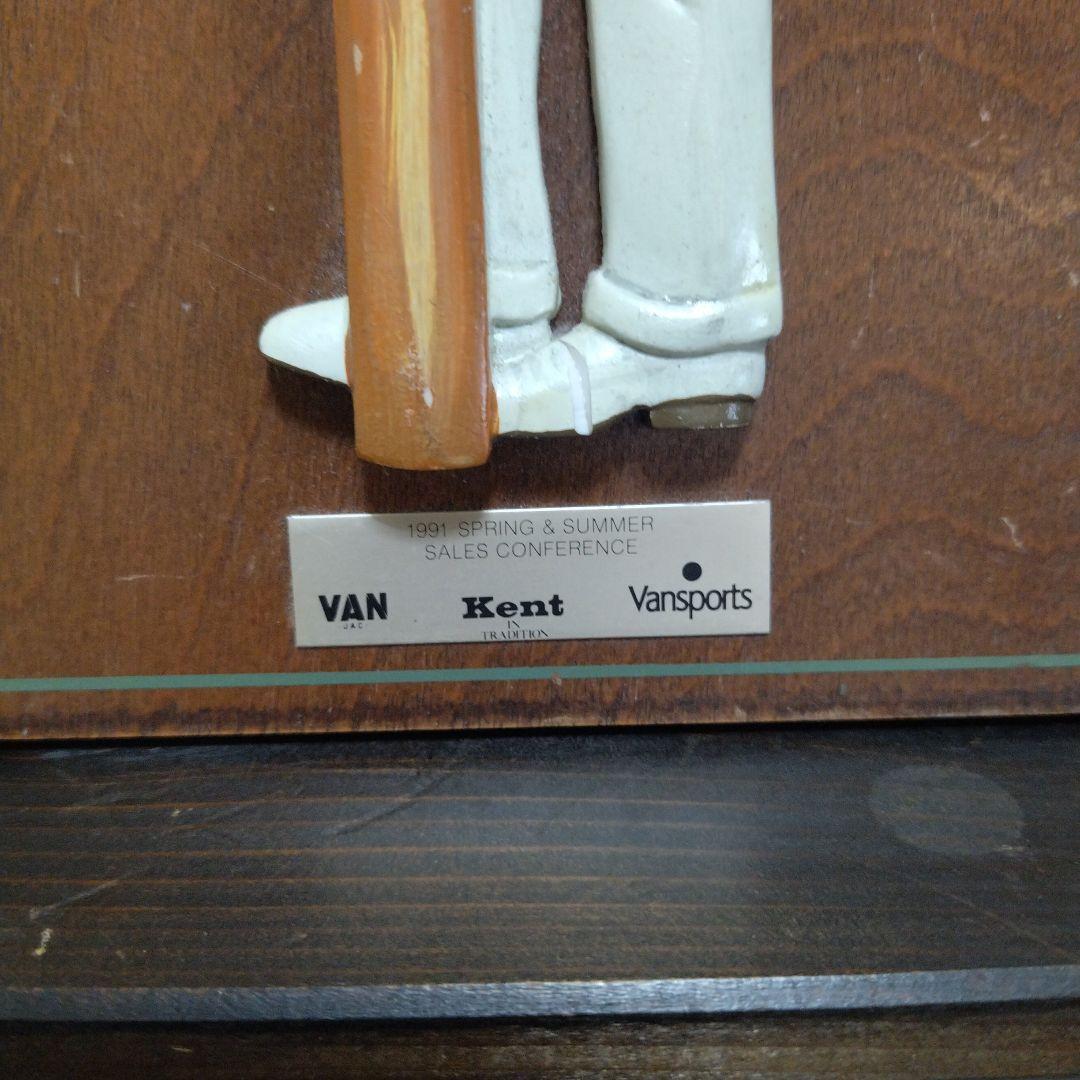 1991 SPRING & SUMMER
SALES CONFERENCE
VAN
JAC
Kent
IN
TRADITION
Vansports